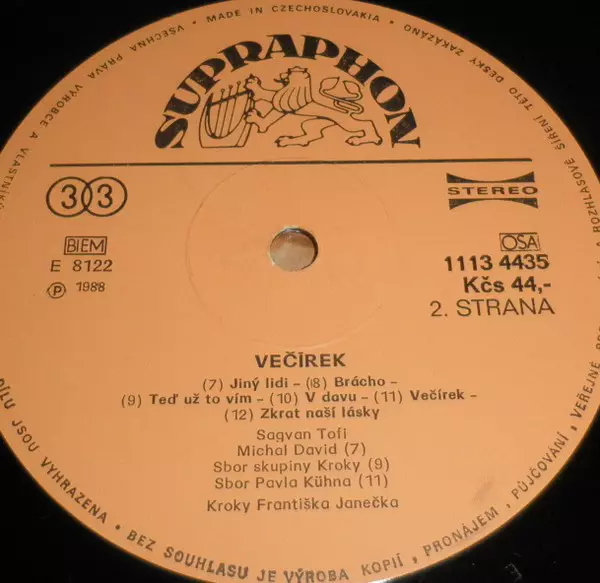 MADE IN CZECHOSLOVAKIA • VŠECHNA PRÁVA VÝROBCE A VLASTNÍKA
DÍLU JSOU VYHRAZENA • BEZ SOUHLASU JE VÝROBA KOPIÍ, PRONÁJEM, PŮJČOVÁNÍ, VEŘEJNÉ
A ROZHLASOVÉ ŠÍŘENÍ TÉTO DESKY ZAKÁZÁNO •
SUPRAPHON
33
STEREO
BIEM
OSA
E 8122
1113 4435
Ⓟ 1988
Kčs 44,-
2. STRANA
VEČÍREK
(7) Jiný lidi – (8) Brácho –
(9) Teď už to vím – (10) V davu – (11) Večírek –
(12) Zkrat naší lásky
Sagvan Tofi
Michal David (7)
Sbor skupiny Kroky (9)
Sbor Pavla Kühna (11)
Kroky Františka Janečka